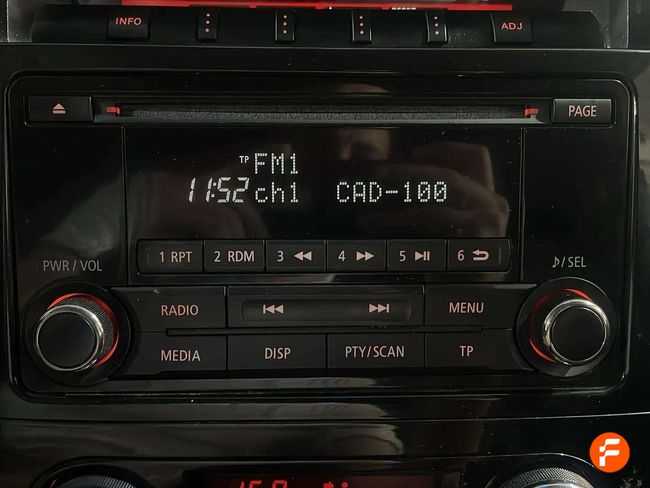 INFO
ADJ
PAGE
TP FM1
11:52 ch1 CAD-100
1 RPT 2 RDM 3 4 5 6
PWR / VOL
/SEL
RADIO MENU
MEDIA DISP PTY/SCAN TP